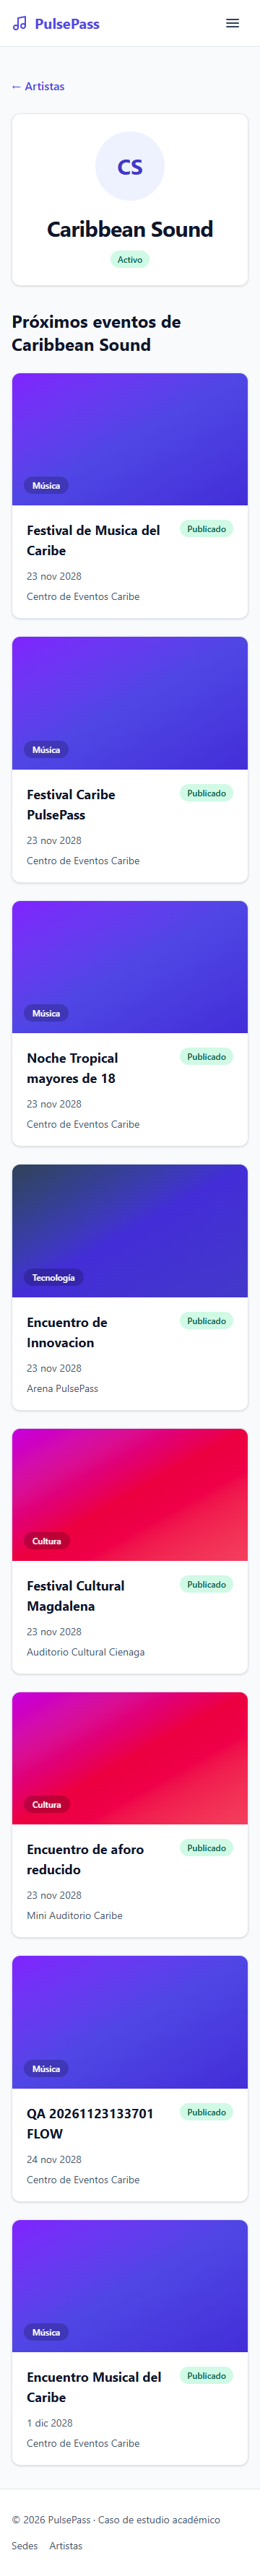 PulsePass
← Artistas
CS
Caribbean Sound
Activo
Próximos eventos de
Caribbean Sound
Música
Festival de Musica del
Caribe
Publicado
23 nov 2028
Centro de Eventos Caribe
Música
Festival Caribe
PulsePass
Publicado
23 nov 2028
Centro de Eventos Caribe
Música
Noche Tropical
mayores de 18
Publicado
23 nov 2028
Centro de Eventos Caribe
Tecnología
Encuentro de
Innovacion
Publicado
23 nov 2028
Arena PulsePass
Cultura
Festival Cultural
Magdalena
Publicado
23 nov 2028
Auditorio Cultural Cienaga
Cultura
Encuentro de aforo
reducido
Publicado
23 nov 2028
Mini Auditorio Caribe
Música
QA 20261123133701
FLOW
Publicado
24 nov 2028
Centro de Eventos Caribe
Música
Encuentro Musical del
Caribe
Publicado
1 dic 2028
Centro de Eventos Caribe
© 2026 PulsePass · Caso de estudio académico
Sedes Artistas